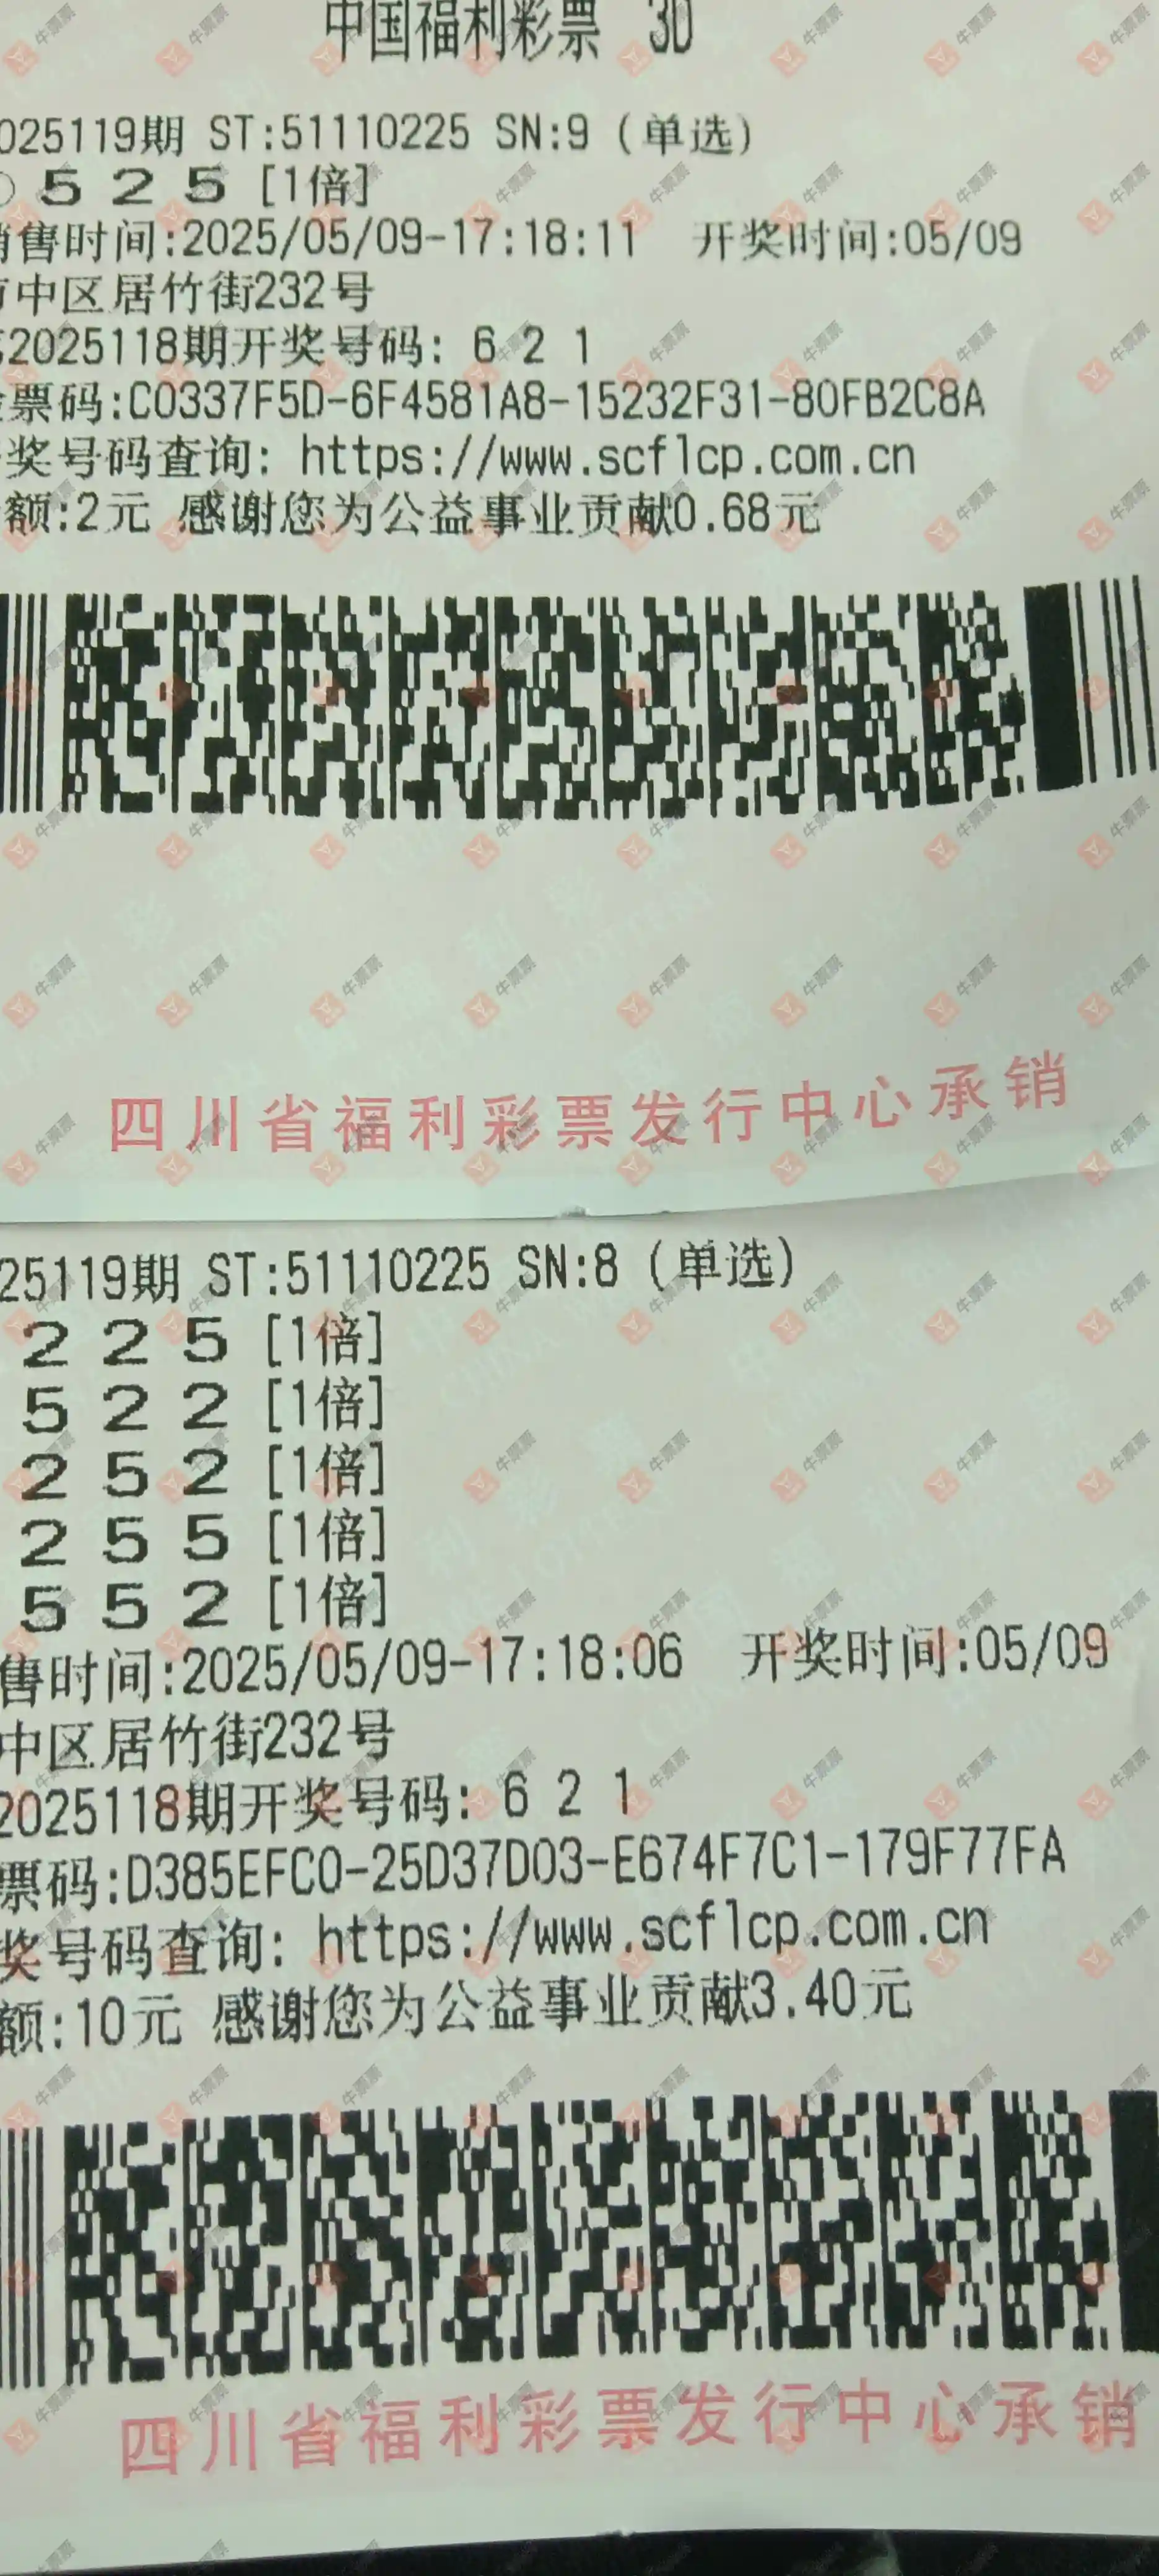 中国福利彩票 3D
025119期 ST:51110225 SN:9 (单选)
5 2 5 [1倍]
销售时间:2025/05/09-17:18:11 开奖时间:05/09
市中区居竹街232号
2025118期开奖号码: 6 2 1
票码:C0337F5D-6F4581A8-15232F31-80FB2C8A
奖号码查询: https://www.scflcp.com.cn
额:2元 感谢您为公益事业贡献0.68元
四川省福利彩票发行中心承销
25119期 ST:51110225 SN:8 (单选)
2 2 5 [1倍]
5 2 2 [1倍]
2 5 2 [1倍]
2 5 5 [1倍]
5 5 2 [1倍]
售时间:2025/05/09-17:18:06 开奖时间:05/09
中区居竹街232号
2025118期开奖号码: 6 2 1
票码:D385EFC0-25D37D03-E674F7C1-179F77FA
奖号码查询: https://www.scflcp.com.cn
额:10元 感谢您为公益事业贡献3.40元
四川省福利彩票发行中心承销
牛票票